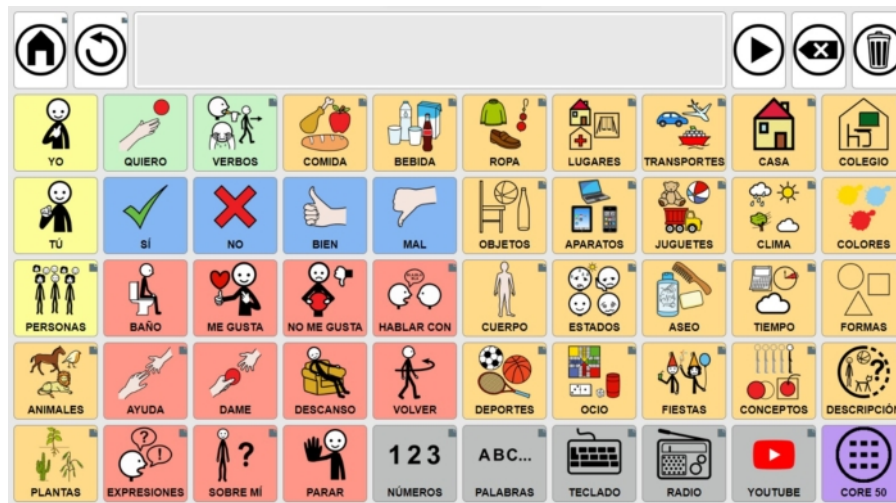 YO QUIERO VERBOS COMIDA BEBIDA ROPA LUGARES TRANSPORTES CASA COLEGIO
TÚ SÍ NO BIEN MAL OBJETOS APARATOS JUGUETES CLIMA COLORES
PERSONAS BAÑO ME GUSTA NO ME GUSTA HABLAR CON CUERPO ESTADOS ASEO TIEMPO FORMAS
ANIMALES AYUDA DAME DESCANSO VOLVER DEPORTES OCIO FIESTAS CONCEPTOS DESCRIPCIÓN
123 ABC...
PLANTAS EXPRESIONES SOBRE MÍ PARAR NÚMEROS PALABRAS TECLADO RADIO YOUTUBE CORE 50